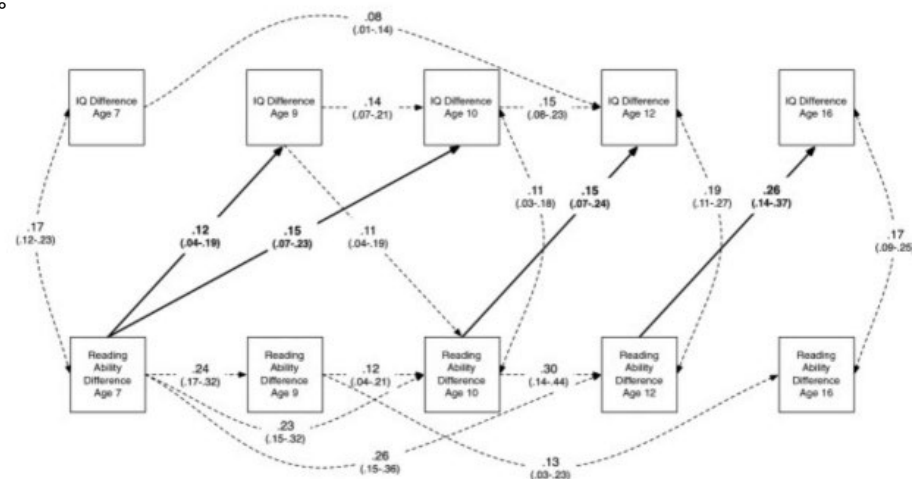 .08
(.01-.14)
IQ Difference
Age 7
IQ Difference
Age 9
.14
(.07-.21)
IQ Difference
Age 10
.15
(.08-.23)
IQ Difference
Age 12
IQ Difference
Age 16
.17
(.12-.23)
.12
(.04-.19)
.15
(.07-.23)
.11
(.04-.19)
.11
(.03-.18)
.15
(.07-.24)
.19
(.11-.27)
.26
(.14-.37)
.17
(.09-.25)
Reading
Ability
Difference
Age 7
.24
(.17-.32)
Reading
Ability
Difference
Age 9
.12
(.04-.21)
Reading
Ability
Difference
Age 10
.30
(.14-.44)
Reading
Ability
Difference
Age 12
Reading
Ability
Difference
Age 16
.23
(.15-.32)
.26
(.15-.36)
.13
(.03-.23)